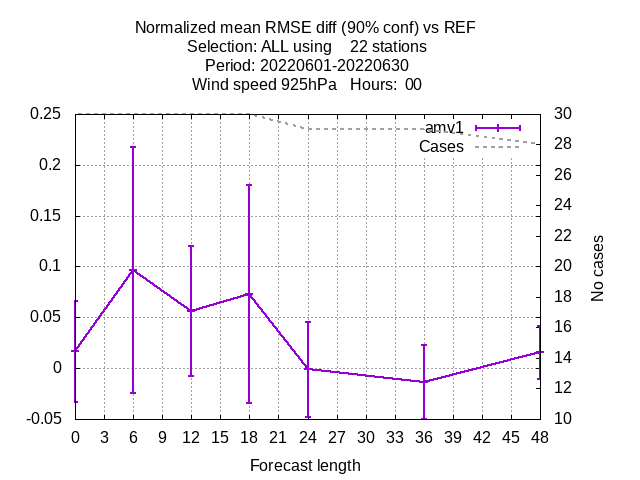 Normalized mean RMSE diff (90% conf) vs REF
Selection: ALL using    22 stations
Period: 20220601-20220630
Wind speed 925hPa   Hours:  00
0.25
0.2
0.15
0.1
0.05
0
-0.05
30
28
26
24
22
20
18
16
14
12
10
amv1
Cases
No cases
0 3 6 9 12 15 18 21 24 27 30 33 36 39 42 45 48
Forecast length